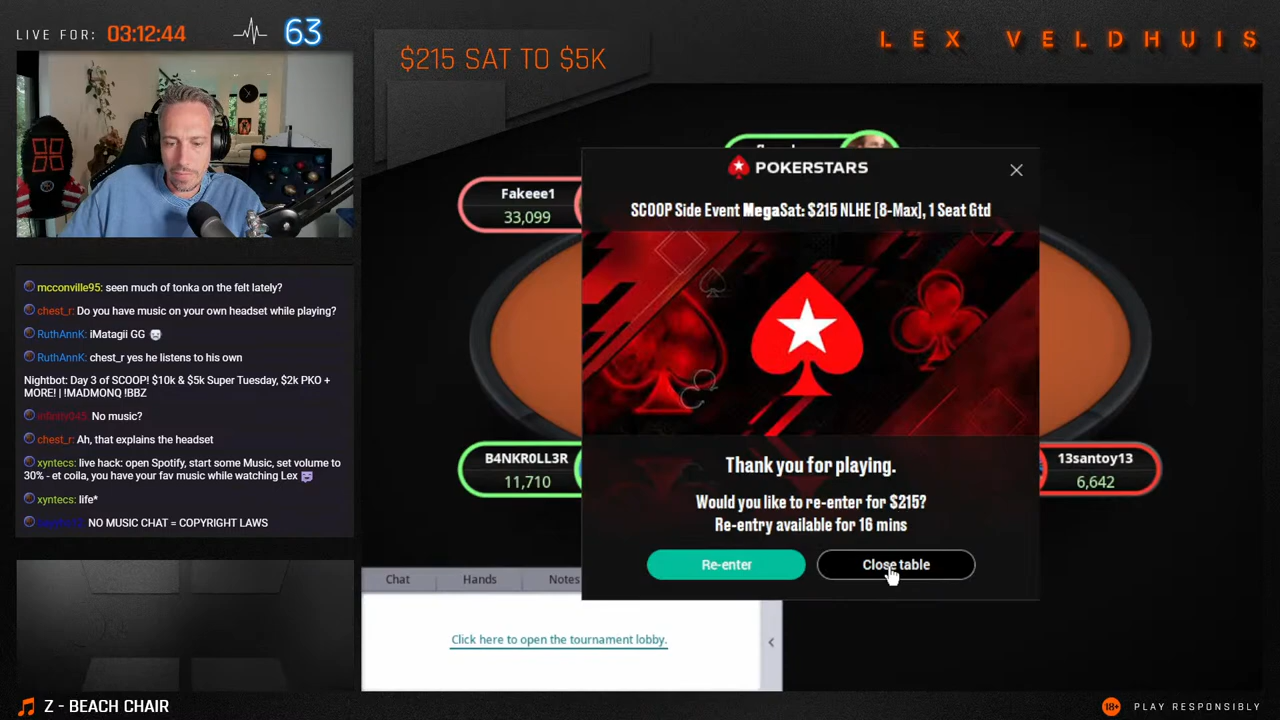 LIVE FOR: 03:12:44 63
$215 SAT TO $5K
LEX VELDHUIS
POKERSTARS
SCOOP Side Event MegaSat: $215 NLHE [8-Max], 1 Seat Gtd
Fakeee1
33,099
mcconville95: seen much of tonka on the felt lately?
chest_r: Do you have music on your own headset while playing?
RuthAnnK: iMatagii GG
RuthAnnK: chest_r yes he listens to his own
Nightbot: Day 3 of SCOOP! $10k & $5k Super Tuesday, $2k PKO +
MORE! | !MADMONQ !BBZ
No music?
chest_r: Ah, that explains the headset
xyntecs: live hack: open Spotify, start some Music, set volume to
30% - et coila, you have your fav music while watching Lex
xyntecs: life*
NO MUSIC CHAT = COPYRIGHT LAWS
B4NKR0LL3R
11,710
13santoy13
6,642
Thank you for playing.
Would you like to re-enter for $215?
Re-entry available for 16 mins
Re-enter
Close table
Chat Hands Notes
Click here to open the tournament lobby.
Z - BEACH CHAIR
18+ PLAY RESPONSIBLY